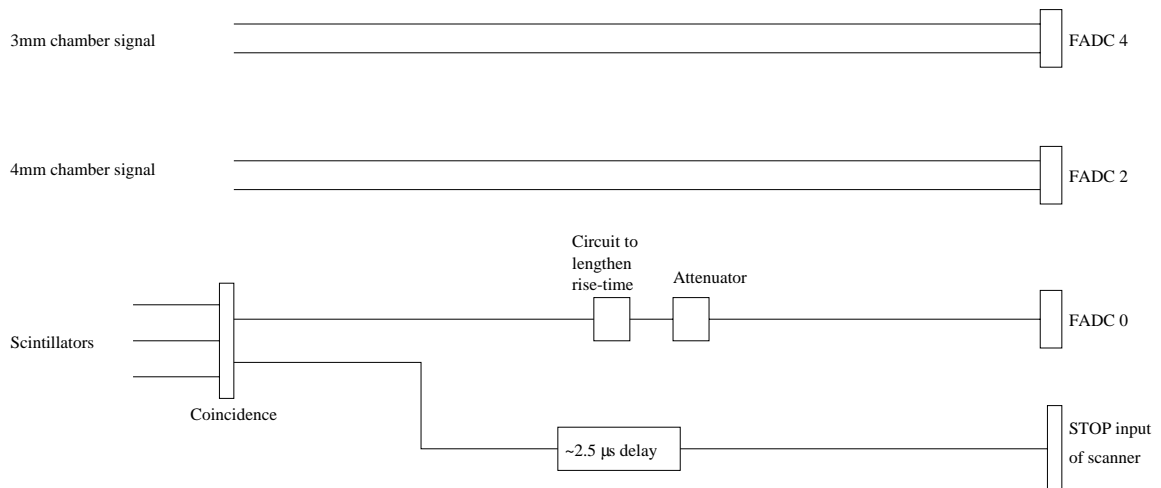 3mm chamber signal
FADC 4
4mm chamber signal
FADC 2
Circuit to
lengthen
rise-time
Attenuator
FADC 0
Scintillators
Coincidence
~2.5 μs delay
STOP input
of scanner